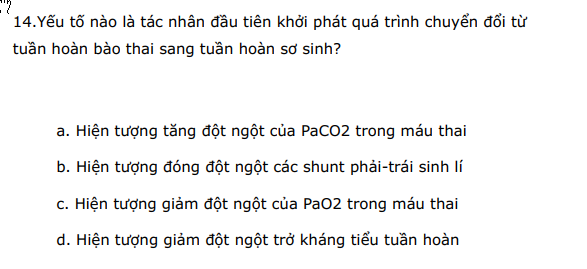 14.Yếu tố nào là tác nhân đầu tiên khởi phát quá trình chuyển đổi từ
tuần hoàn bào thai sang tuần hoàn sơ sinh?
a. Hiện tượng tăng đột ngột của PaCO2 trong máu thai
b. Hiện tượng đóng đột ngột các shunt phải-trái sinh lí
c. Hiện tượng giảm đột ngột của PaO2 trong máu thai
d. Hiện tượng giảm đột ngột trở kháng tiểu tuần hoàn